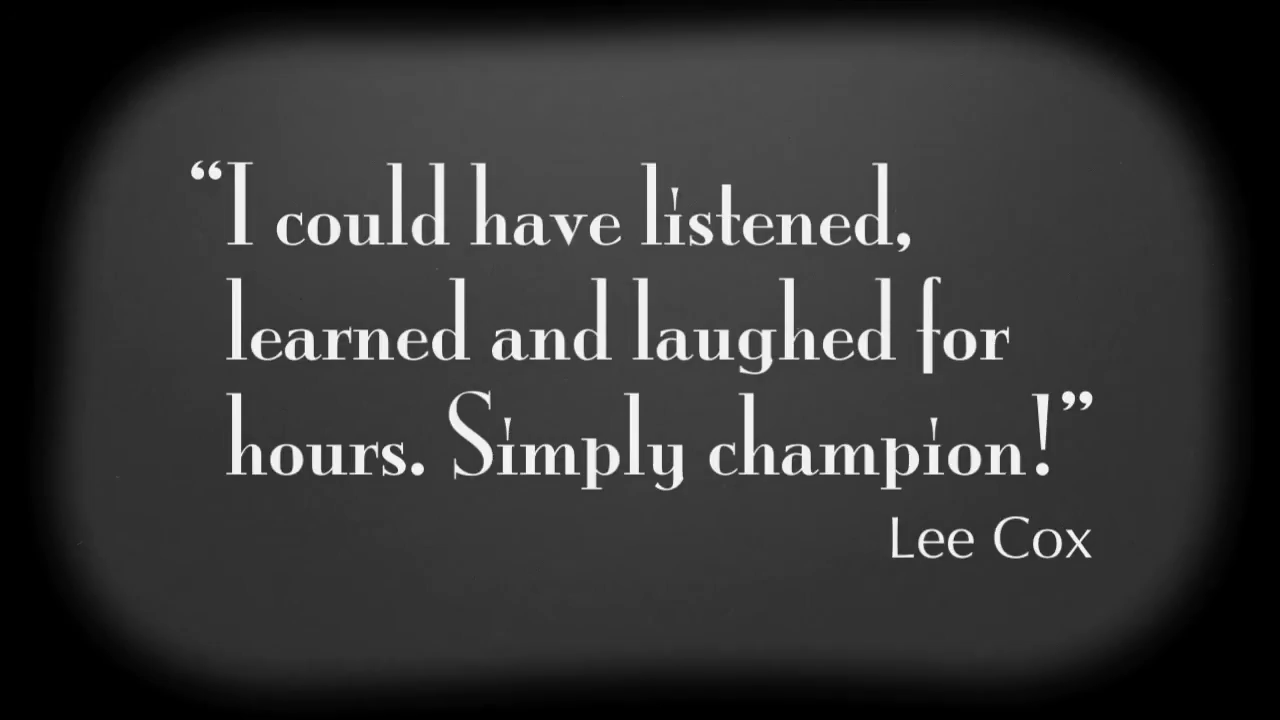 “I could have listened,
learned and laughed for
hours. Simply champion!”
Lee Cox